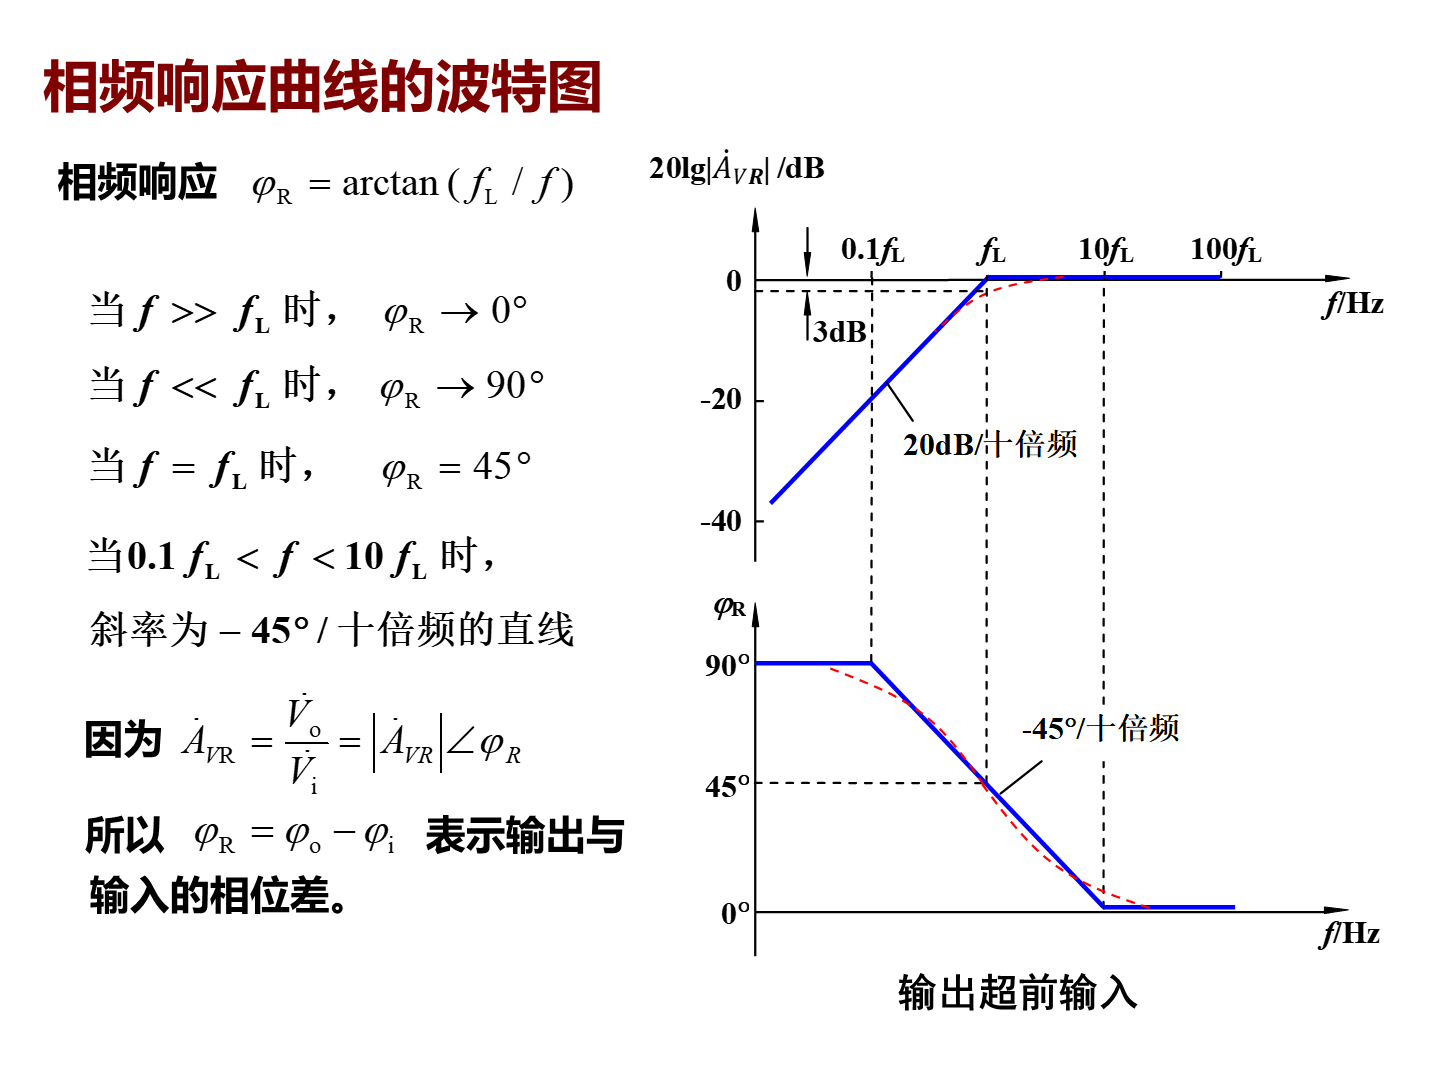 相频响应曲线的波特图
相频响应 φR = arctan ( fL / f )
当 f >> fL 时， φR → 0°
当 f << fL 时， φR → 90°
当 f = fL 时， φR = 45°
当0.1 fL < f < 10 fL 时，
斜率为 – 45° / 十倍频的直线
因为 ȦVR = V̇o / V̇i = |ȦVR| ∠φR
所以 φR = φo − φi 表示输出与
输入的相位差。
20lg|ȦVR| /dB
0.1fL fL 10fL 100fL
0
f/Hz
3dB
-20
20dB/十倍频
-40
φR
90°
-45°/十倍频
45°
0°
f/Hz
输出超前输入